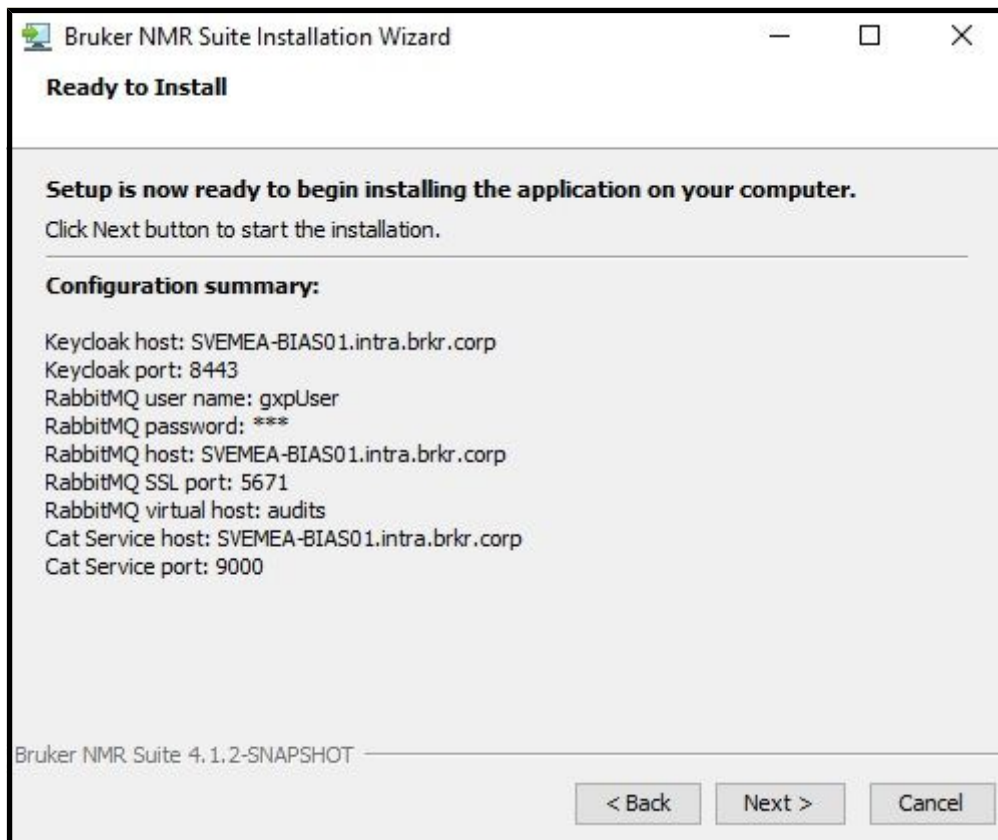 Bruker NMR Suite Installation Wizard
Ready to Install
Setup is now ready to begin installing the application on your computer.
Click Next button to start the installation.
Configuration summary:
Keycloak host: SVEMEA-BIAS01.intra.brkr.corp
Keycloak port: 8443
RabbitMQ user name: gxpUser
RabbitMQ password: ***
RabbitMQ host: SVEMEA-BIAS01.intra.brkr.corp
RabbitMQ SSL port: 5671
RabbitMQ virtual host: audits
Cat Service host: SVEMEA-BIAS01.intra.brkr.corp
Cat Service port: 9000
Bruker NMR Suite 4.1.2-SNAPSHOT
< Back Next > Cancel